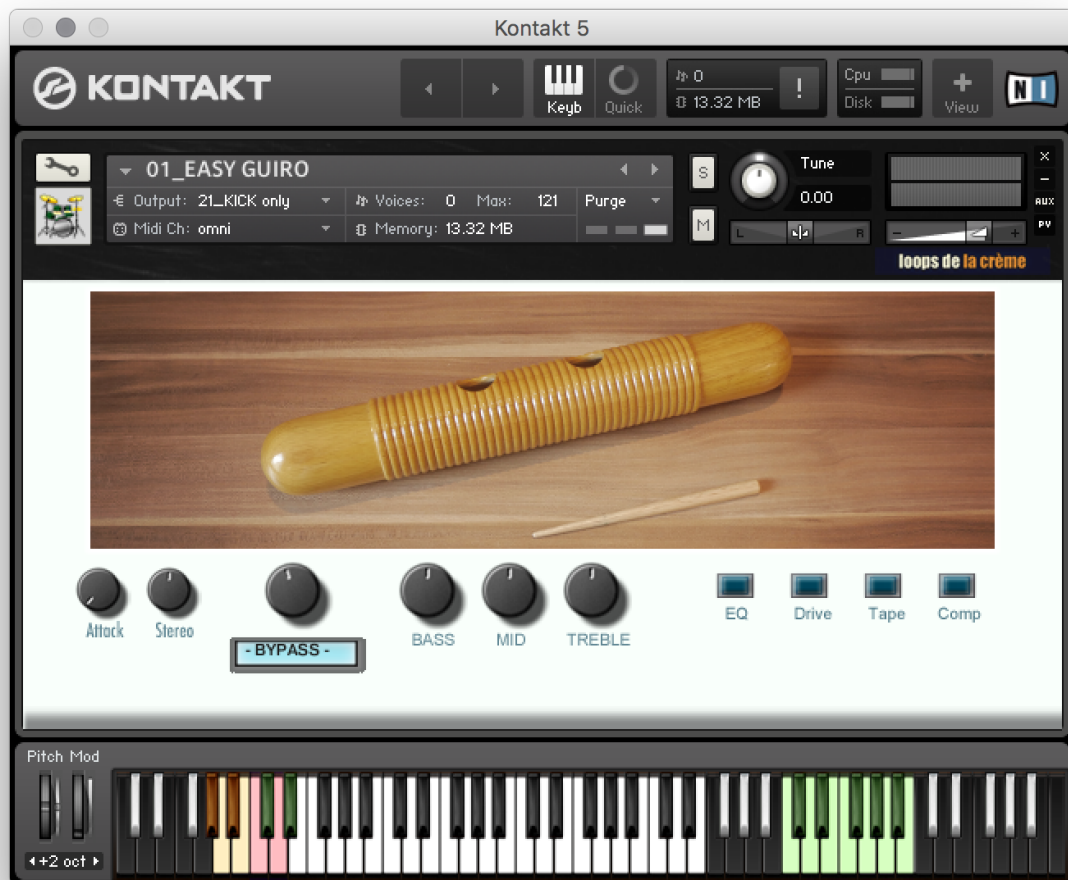 Kontakt 5
KONTAKT
Keyb
Quick
0
13.32 MB
!
Cpu
Disk
+
View
N I
01_EASY GUIRO
Output: 21_KICK only
Voices: 0 Max: 121
Purge
Midi Ch: omni
Memory: 13.32 MB
S
M
Tune
0.00
L R
- +
X
-
AUX
PV
loops de la crème
Attack
Stereo
- BYPASS -
BASS
MID
TREBLE
EQ
Drive
Tape
Comp
Pitch Mod
+2 oct